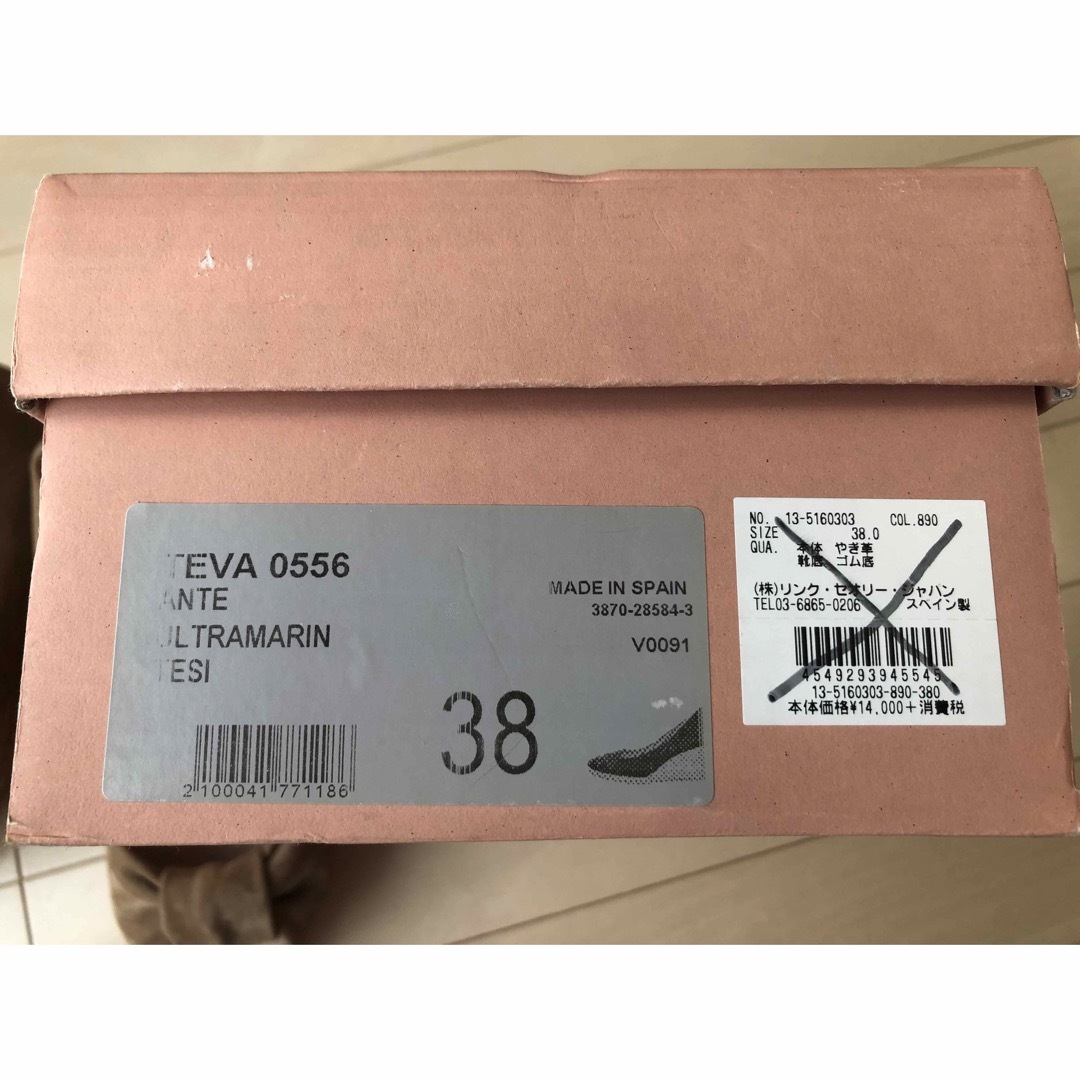 TEVA 0556
ANTE
ULTRAMARIN
TESI
MADE IN SPAIN
3870-28584-3
V0091
38
2 100041 771186
NO. 13-5160303 COL.890
SIZE 38.0
QUA. 本体 やぎ革
靴底 ゴム底
(株)リンク・セオリー・ジャパン
TEL03-6865-0206 スペイン製
4549293945545
13-5160303-890-380
本体価格¥14,000+消費税